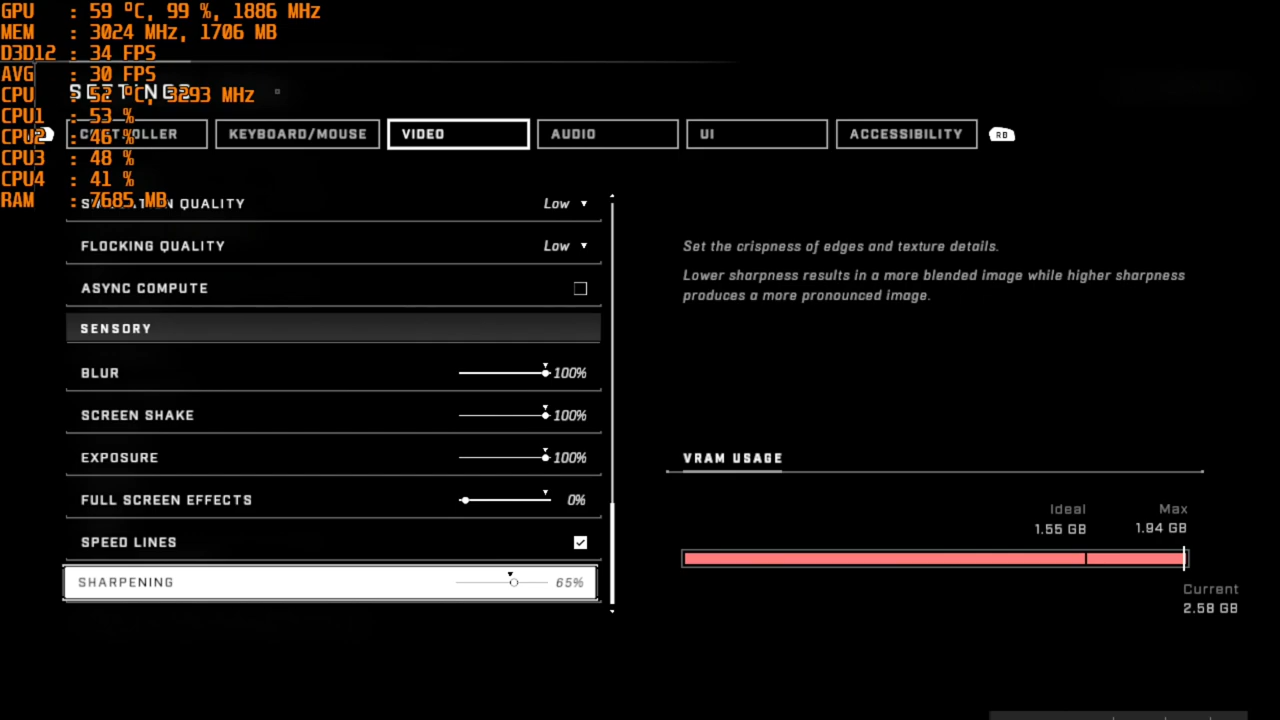 GPU : 59 °C, 99 %, 1886 MHz
MEM : 3024 MHz, 1706 MB
D3D12 : 34 FPS
AVG : 30 FPS
SETTINGS
CPU : 52 °C, 3293 MHz
CPU1 : 53 %
CPU2 : 46 %
CPU3 : 48 %
CPU4 : 41 %
RAM : 7685 MB
CONTROLLER KEYBOARD/MOUSE VIDEO AUDIO UI ACCESSIBILITY RB
QUALITY Low
FLOCKING QUALITY Low
ASYNC COMPUTE
SENSORY
BLUR 100%
SCREEN SHAKE 100%
EXPOSURE 100%
FULL SCREEN EFFECTS 0%
SPEED LINES
SHARPENING 65%
Set the crispness of edges and texture details.
Lower sharpness results in a more blended image while higher sharpness
produces a more pronounced image.
VRAM USAGE
Ideal Max
1.55 GB 1.94 GB
Current
2.58 GB